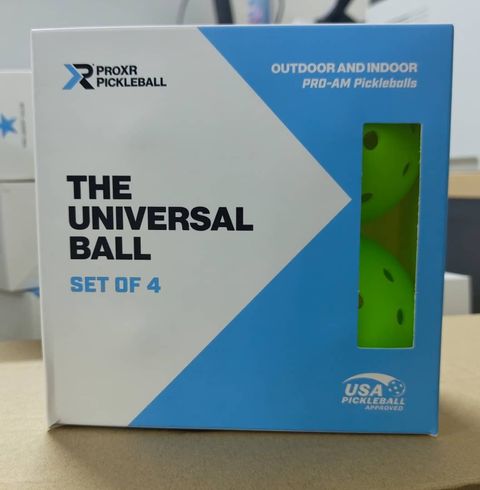 PROXR
PICKLEBALL
OUTDOOR AND INDOOR
PRO-AM Pickleballs
THE
UNIVERSAL
BALL
SET OF 4
USA
PICKLEBALL
APPROVED